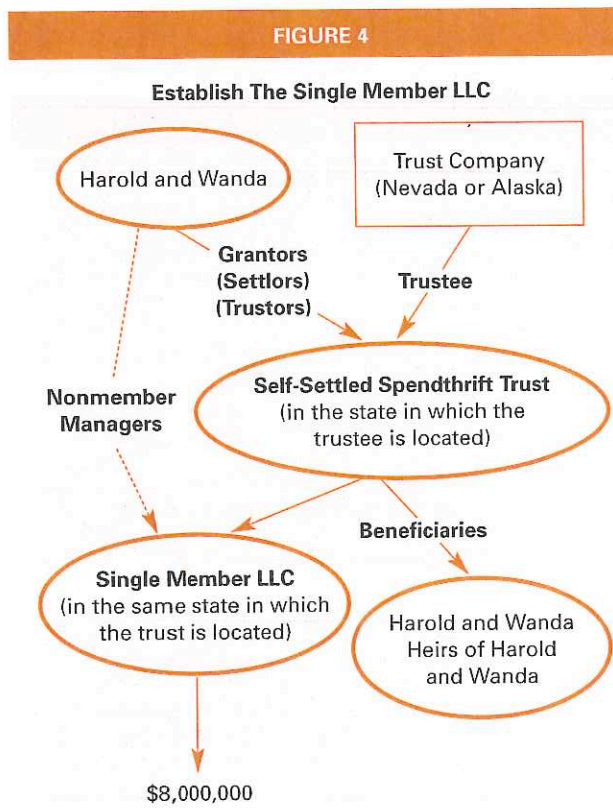 FIGURE 4
Establish The Single Member LLC
Harold and Wanda
Trust Company
(Nevada or Alaska)
Grantors
(Settlors)
(Trustors)
Trustee
Self-Settled Spendthrift Trust
(in the state in which the
trustee is located)
Nonmember
Managers
Beneficiaries
Single Member LLC
(in the same state in which
the trust is located)
Harold and Wanda
Heirs of Harold
and Wanda
$8,000,000